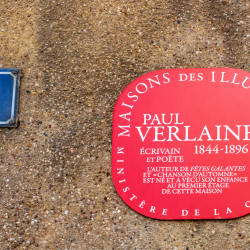 MAISONS DES ILLU
PAUL
VERLAINE
1844-1896
ÉCRIVAIN
ET POÈTE
L'AUTEUR DE FÊTES GALANTES
ET «CHANSON D'AUTOMNE»
EST NÉ ET A VÉCU SON ENFANCE
AU PREMIER ÉTAGE
DE CETTE MAISON
MINISTÈRE DE LA C